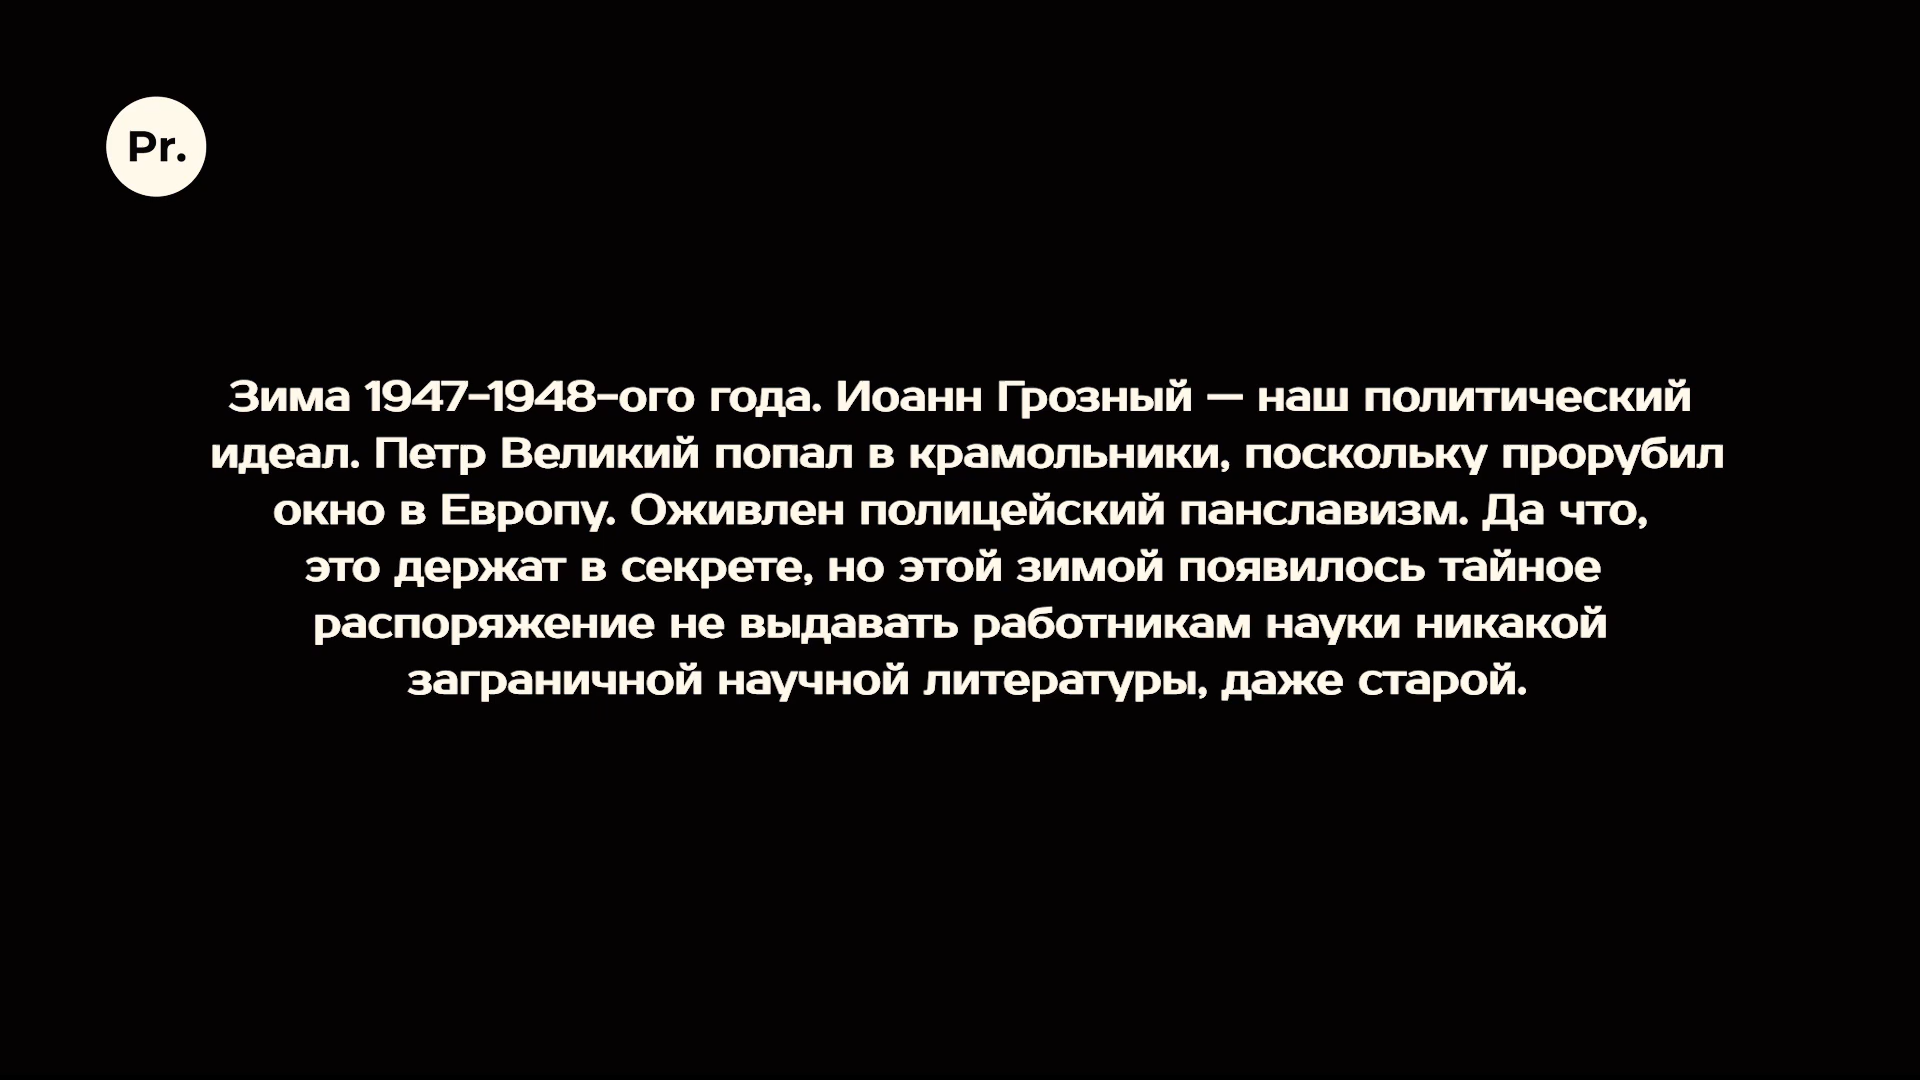 Pr.
Зима 1947-1948-ого года. Иоанн Грозный — наш политический
идеал. Петр Великий попал в крамольники, поскольку прорубил
окно в Европу. Оживлен полицейский панславизм. Да что,
это держат в секрете, но этой зимой появилось тайное
распоряжение не выдавать работникам науки никакой
заграничной научной литературы, даже старой.